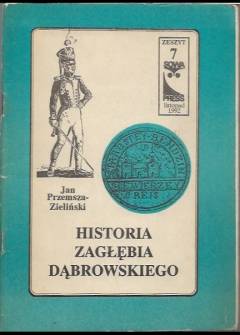 ZESZYT
7
SOWA
PRESS
listopad
1992
Jan
Przemsza-
Zieliński
HISTORIA
ZAGŁĘBIA
DĄBROWSKIEGO